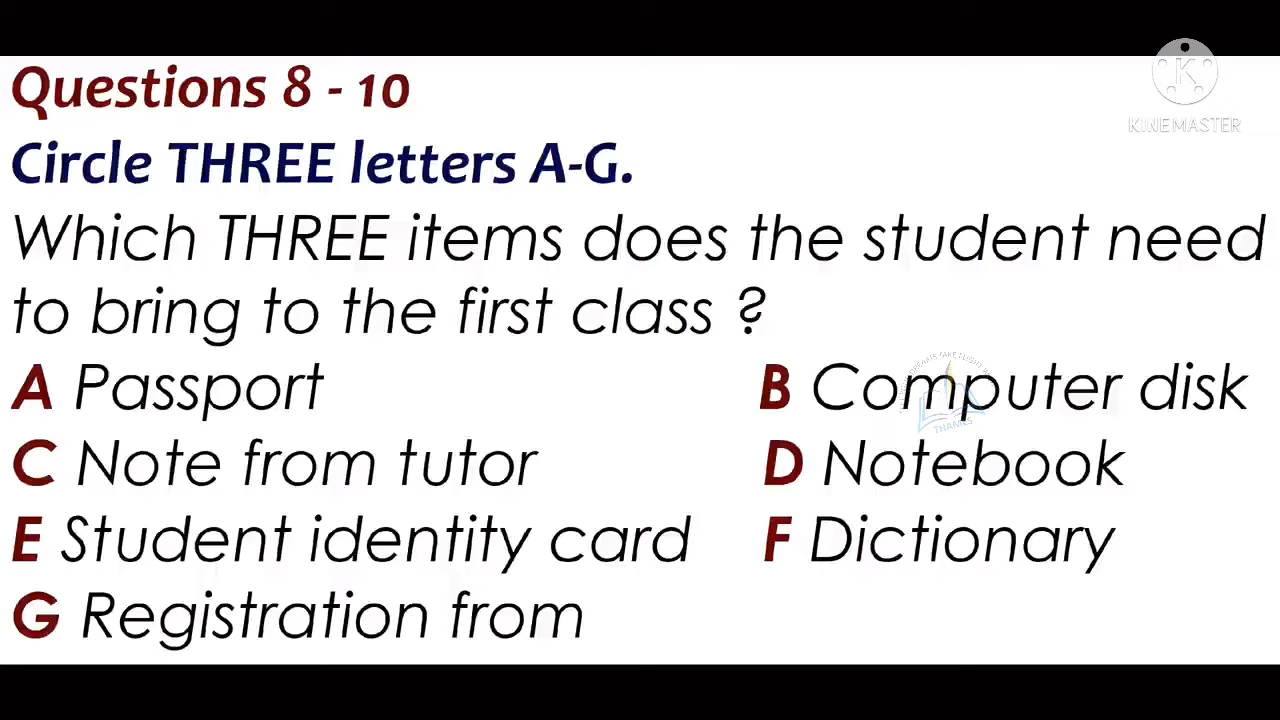 Questions 8 - 10
KINEMASTER
Circle THREE letters A-G.
Which THREE items does the student need
to bring to the first class ?
A Passport B Computer disk
C Note from tutor D Notebook
E Student identity card F Dictionary
G Registration from
THAMES